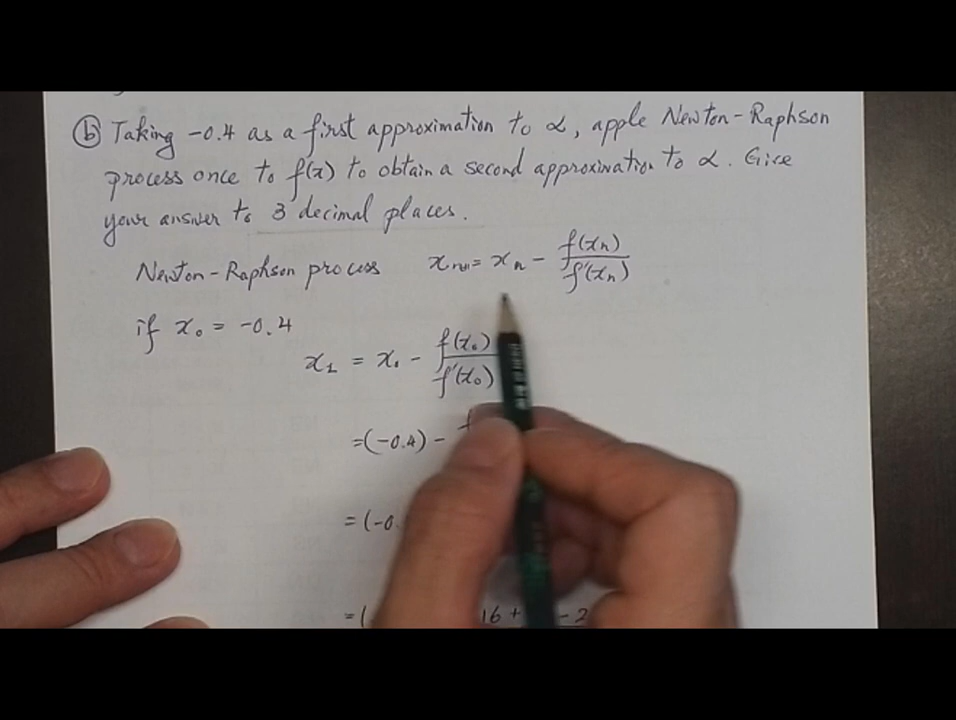 (b) Taking -0.4 as a first approximation to α, apple Newton-Raphson
process once to f(x) to obtain a second approximation to α. Give
your answer to 3 decimal places.
Newton-Raphson process xₙ₊₁ = xₙ - f(xₙ)/f'(xₙ)
if x₀ = -0.4
x₁ = x₀ - f(x₀)/f'(x₀)
=(-0.4) - f
= (-0.
=( 16 + - 2